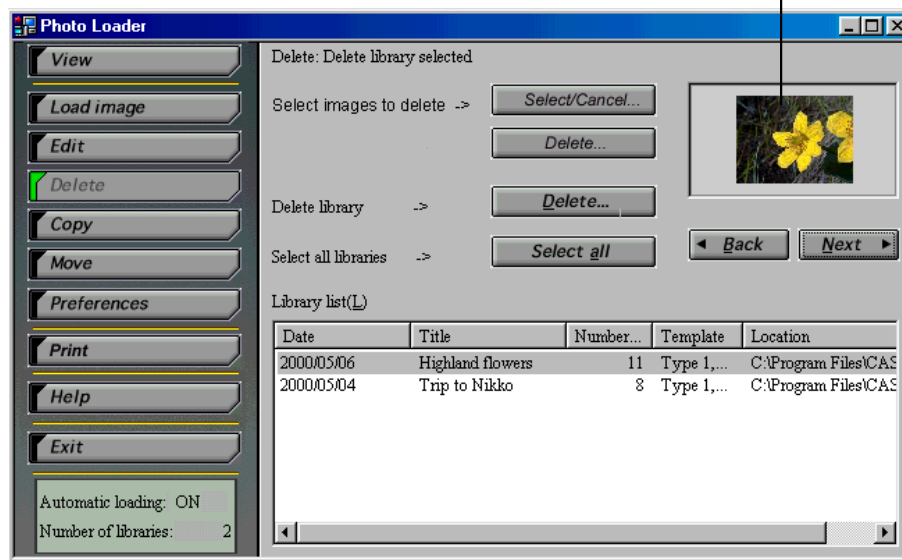 Photo Loader
View
Load image
Edit
Delete
Copy
Move
Preferences
Print
Help
Exit
Automatic loading: ON
Number of libraries: 2
Delete: Delete library selected
Select images to delete -> Select/Cancel...
Delete...
Delete library -> Delete...
Select all libraries -> Select all
Back Next
Library list(L)
Date Title Number... Template Location
2000/05/06 Highland flowers 11 Type 1,... C:\Program Files\CAS
2000/05/04 Trip to Nikko 8 Type 1,... C:\Program Files\CAS